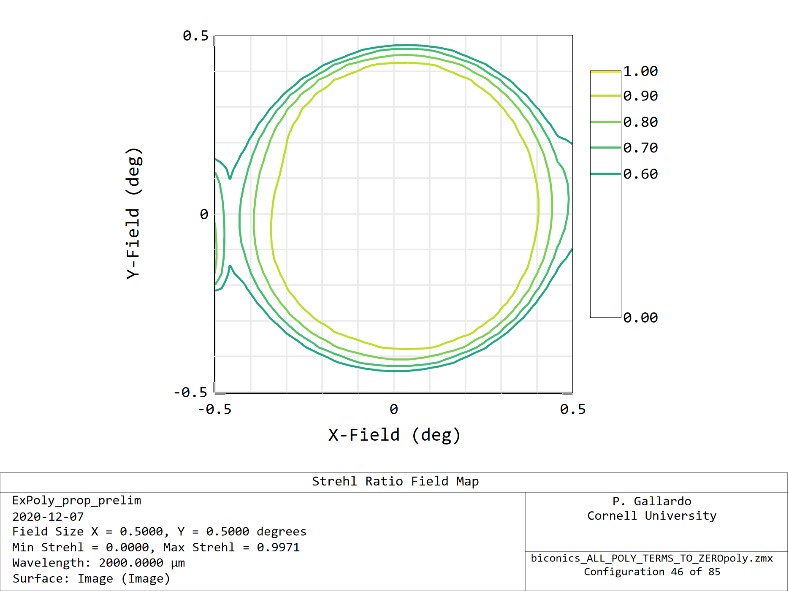 0.5
0
-0.5
Y-Field (deg)
-0.5 0 0.5
X-Field (deg)
1.00
0.90
0.80
0.70
0.60
0.00
Strehl Ratio Field Map
ExPoly_prop_prelim
2020-12-07
Field Size X = 0.5000, Y = 0.5000 degrees
Min Strehl = 0.0000, Max Strehl = 0.9971
Wavelength: 2000.0000 µm
Surface: Image (Image)
P. Gallardo
Cornell University
biconics_ALL_POLY_TERMS_TO_ZEROpoly.zmx
Configuration 46 of 85